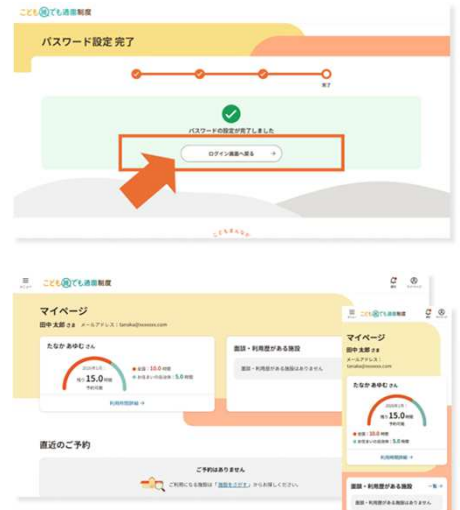 こども誰でも通園制度
パスワード設定 完了
完了
パスワードの設定が完了しました
ログイン画面へ戻る →
こどもまんなか
こども誰でも通園制度
マイページ
田中 太郎 さま メールアドレス：tanaka@xxxxxx.com
たなか あゆむ さん
残り 15.0 時間
予約可能
全国：10.0 時間
お住まいの自治体：5.0 時間
利用時間詳細 →
面談・利用歴がある施設
面談・利用歴がある施設はありません
直近のご予約
ご予約はありません
ご利用になる施設は「施設をさがす」からお探しください。
こども誰でも通園制度
マイページ
田中 太郎 さま
メールアドレス：
tanaka@xxxxxx.com
たなか あゆむ さん
残り 15.0 時間
予約可能
全国：10.0 時間
お住まいの自治体：5.0 時間
利用時間詳細 →
面談・利用歴がある施設
一覧 →
面談・利用歴がある施設はありません